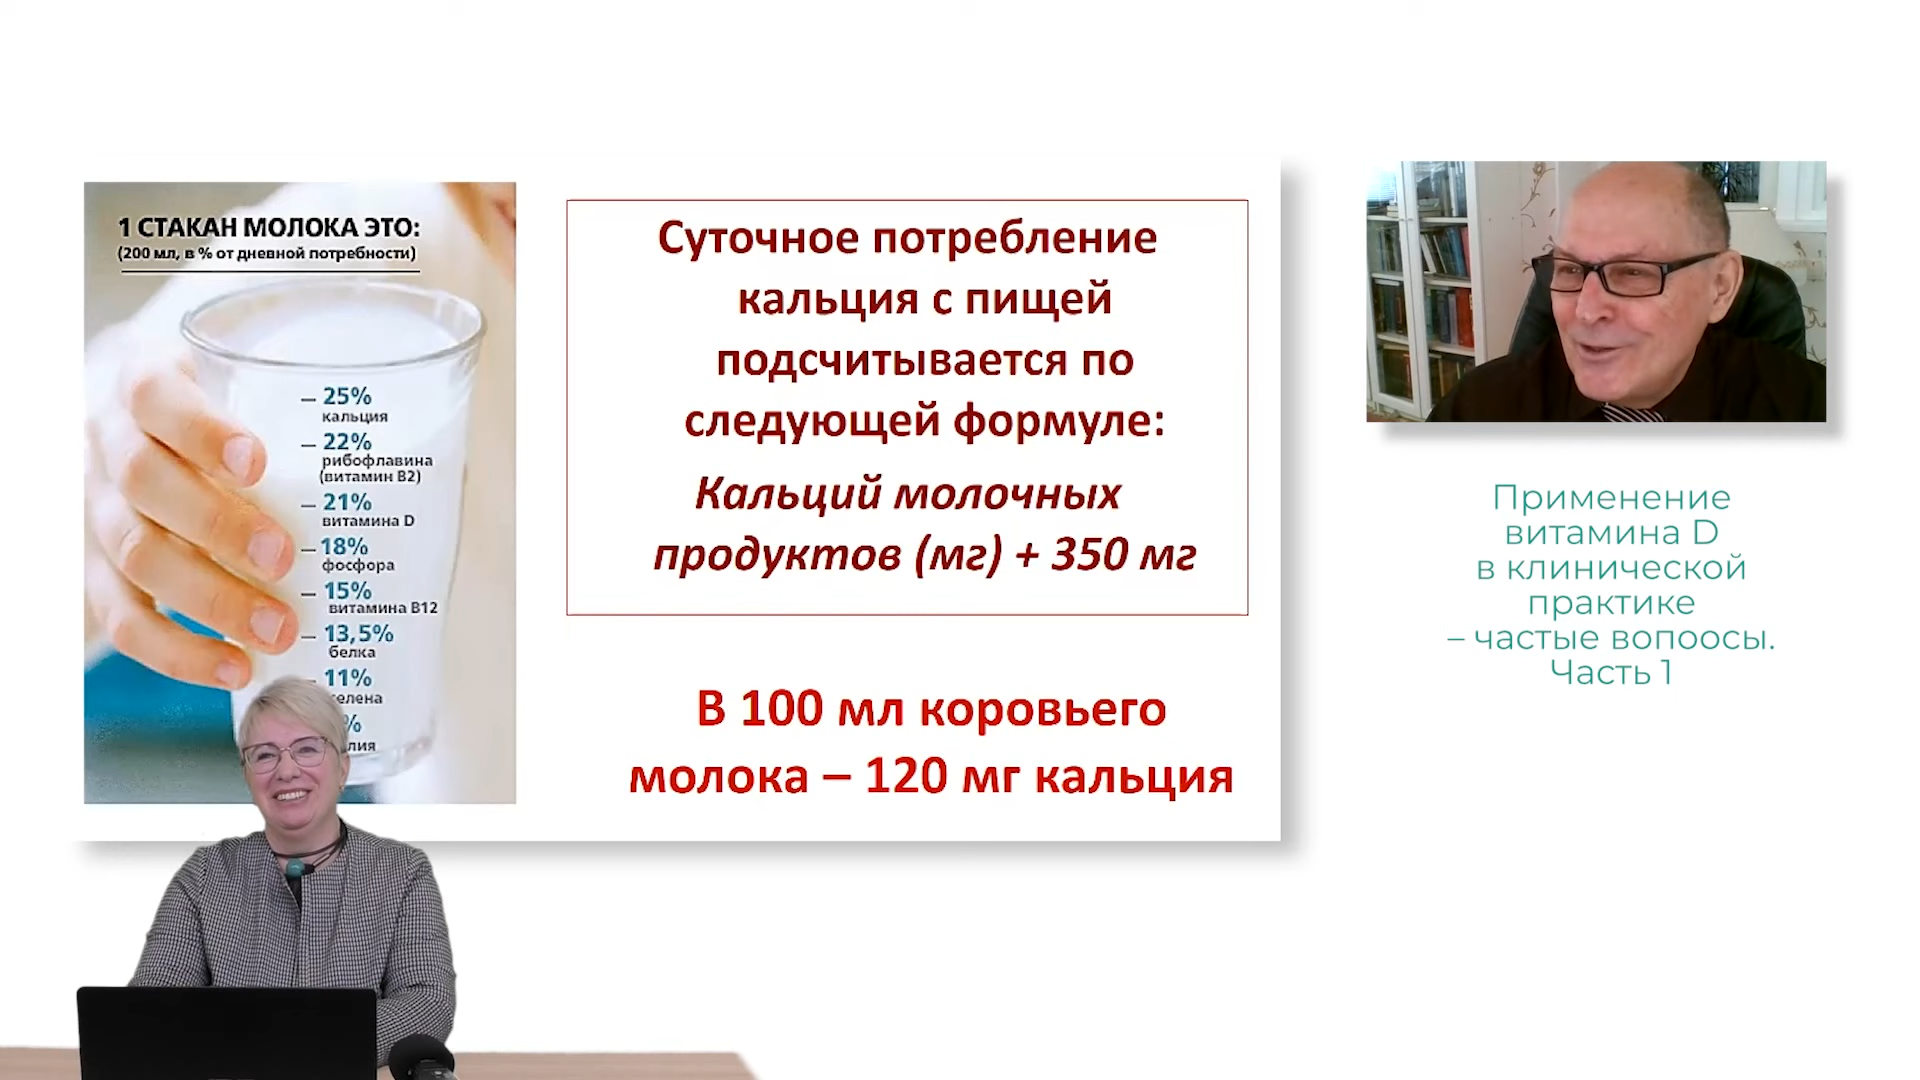 1 СТАКАН МОЛОКА ЭТО:
(200 мл, в % от дневной потребности)
25%
кальция
22%
рибофлавина
(витамин В2)
21%
витамина D
18%
фосфора
15%
витамина В12
13,5%
белка
11%
Суточное потребление
кальция с пищей
подсчитывается по
следующей формуле:
Кальций молочных
продуктов (мг) + 350 мг
В 100 мл коровьего
молока – 120 мг кальция
Применение
витамина D
в клинической
практике
– частые вопоосы.
Часть 1